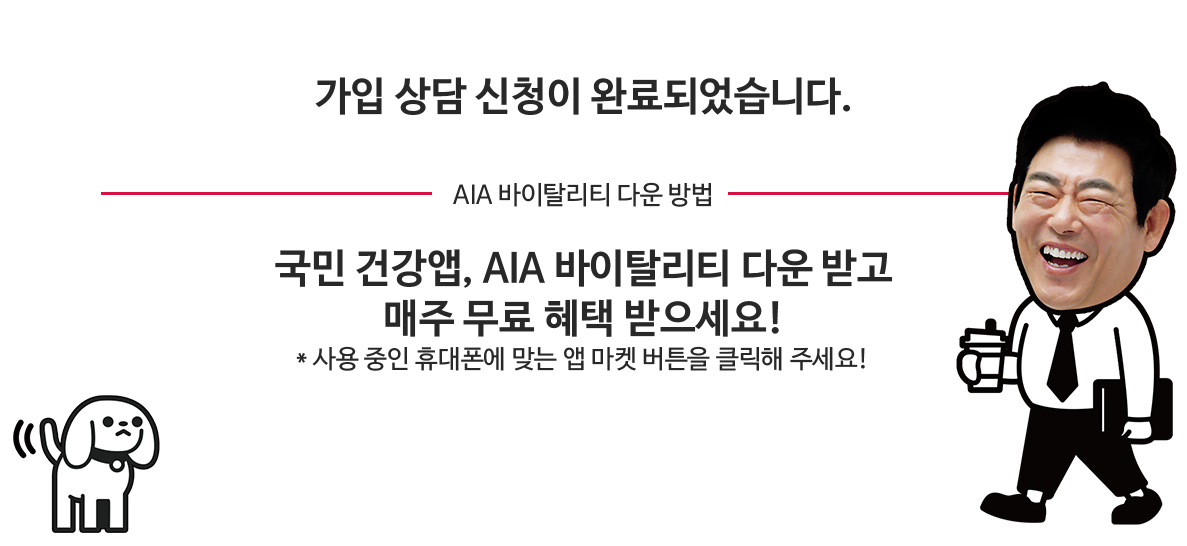 가입 상담 신청이 완료되었습니다.
AIA 바이탈리티 다운 방법
국민 건강앱, AIA 바이탈리티 다운 받고
매주 무료 혜택 받으세요!
* 사용 중인 휴대폰에 맞는 앱 마켓 버튼을 클릭해 주세요!